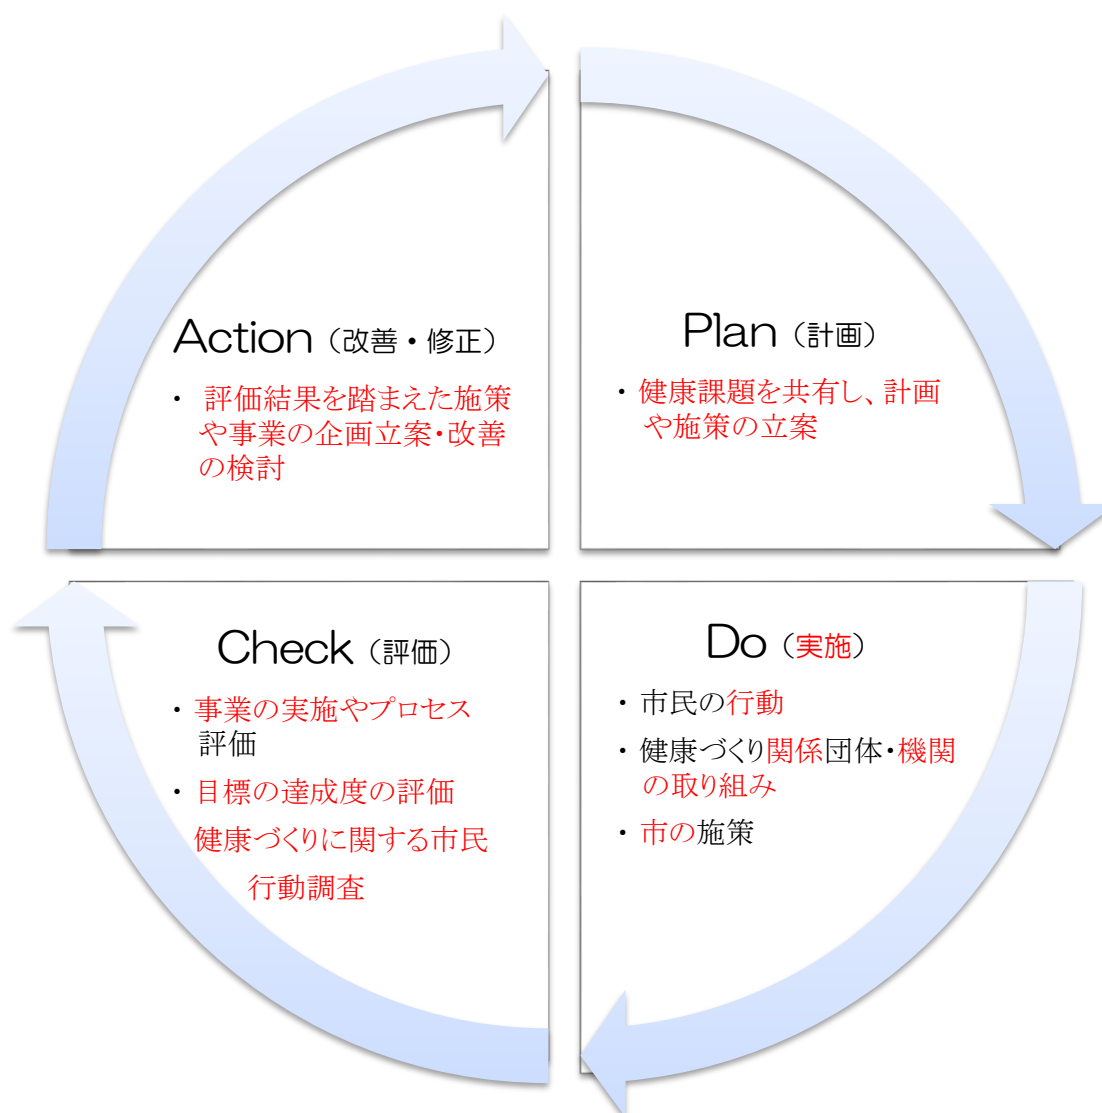 Action（改善・修正）
・ 評価結果を踏まえた施策
や事業の企画立案・改善
の検討
Plan（計画）
・健康課題を共有し、計画
や施策の立案
Check（評価）
・事業の実施やプロセス
評価
・目標の達成度の評価
健康づくりに関する市民
行動調査
Do（実施）
・市民の行動
・健康づくり関係団体・機関
の取り組み
・市の施策